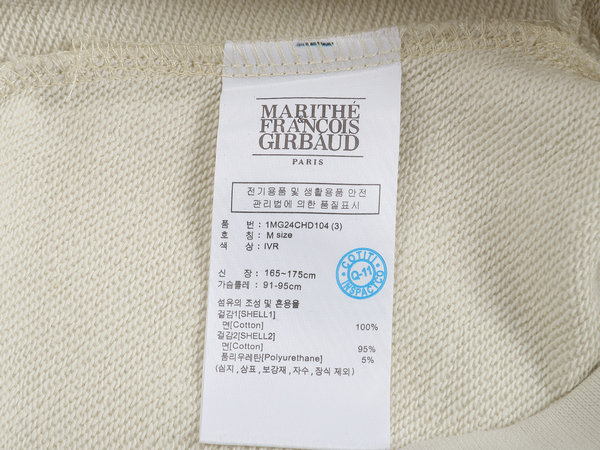 MARITHÉ
&
FRANCOIS
GIRBAUD
PARIS
전기용품 및 생활용품 안전
관리법에 의한 품질표시
품 번 : 1MG24CHD104 (3)
호 칭 : M size
색 상 : IVR
신 장 : 165~175cm
가슴둘레 : 91-95cm
COTITI
Q-11
INSPACTCO
섬유의 조성 및 혼용율
겉감1[SHELL1]
면[Cotton] 100%
겉감2[SHELL2]
면[Cotton] 95%
폴리우레탄[Polyurethane] 5%
(심지, 상표, 보강재, 자수, 장식 제외)